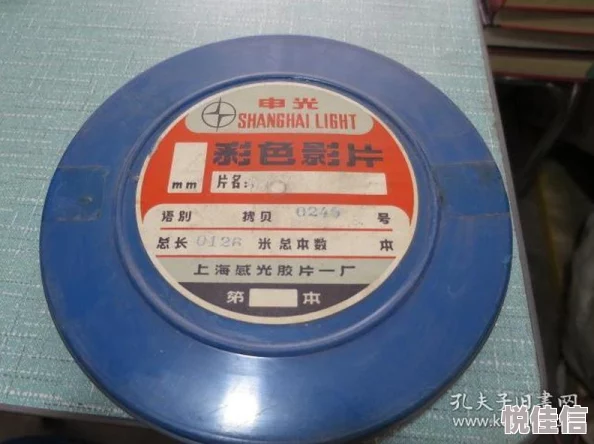 申光
SHANGHAI LIGHT
彩色影片
mm 片名:
语别 拷贝 0245 号
总长 0126 米 总本数 本
上海感光胶片一厂
第 本
孔夫子旧書网
悦佳信